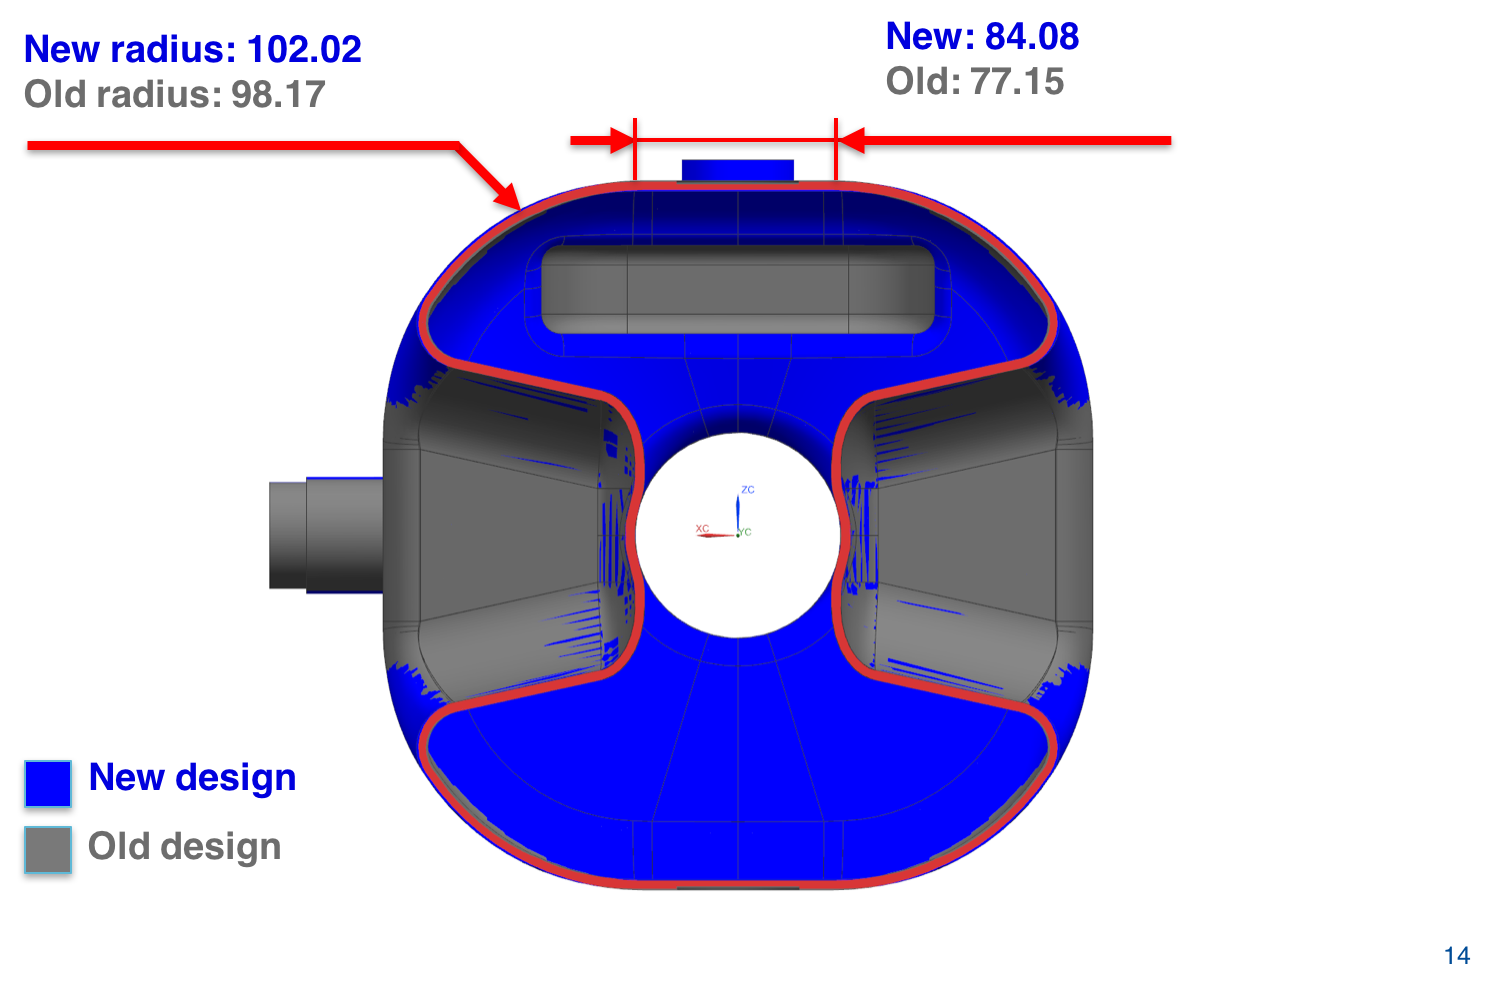 New radius: 102.02
Old radius: 98.17
New: 84.08
Old: 77.15
ZC
XC
YC
New design
Old design
14